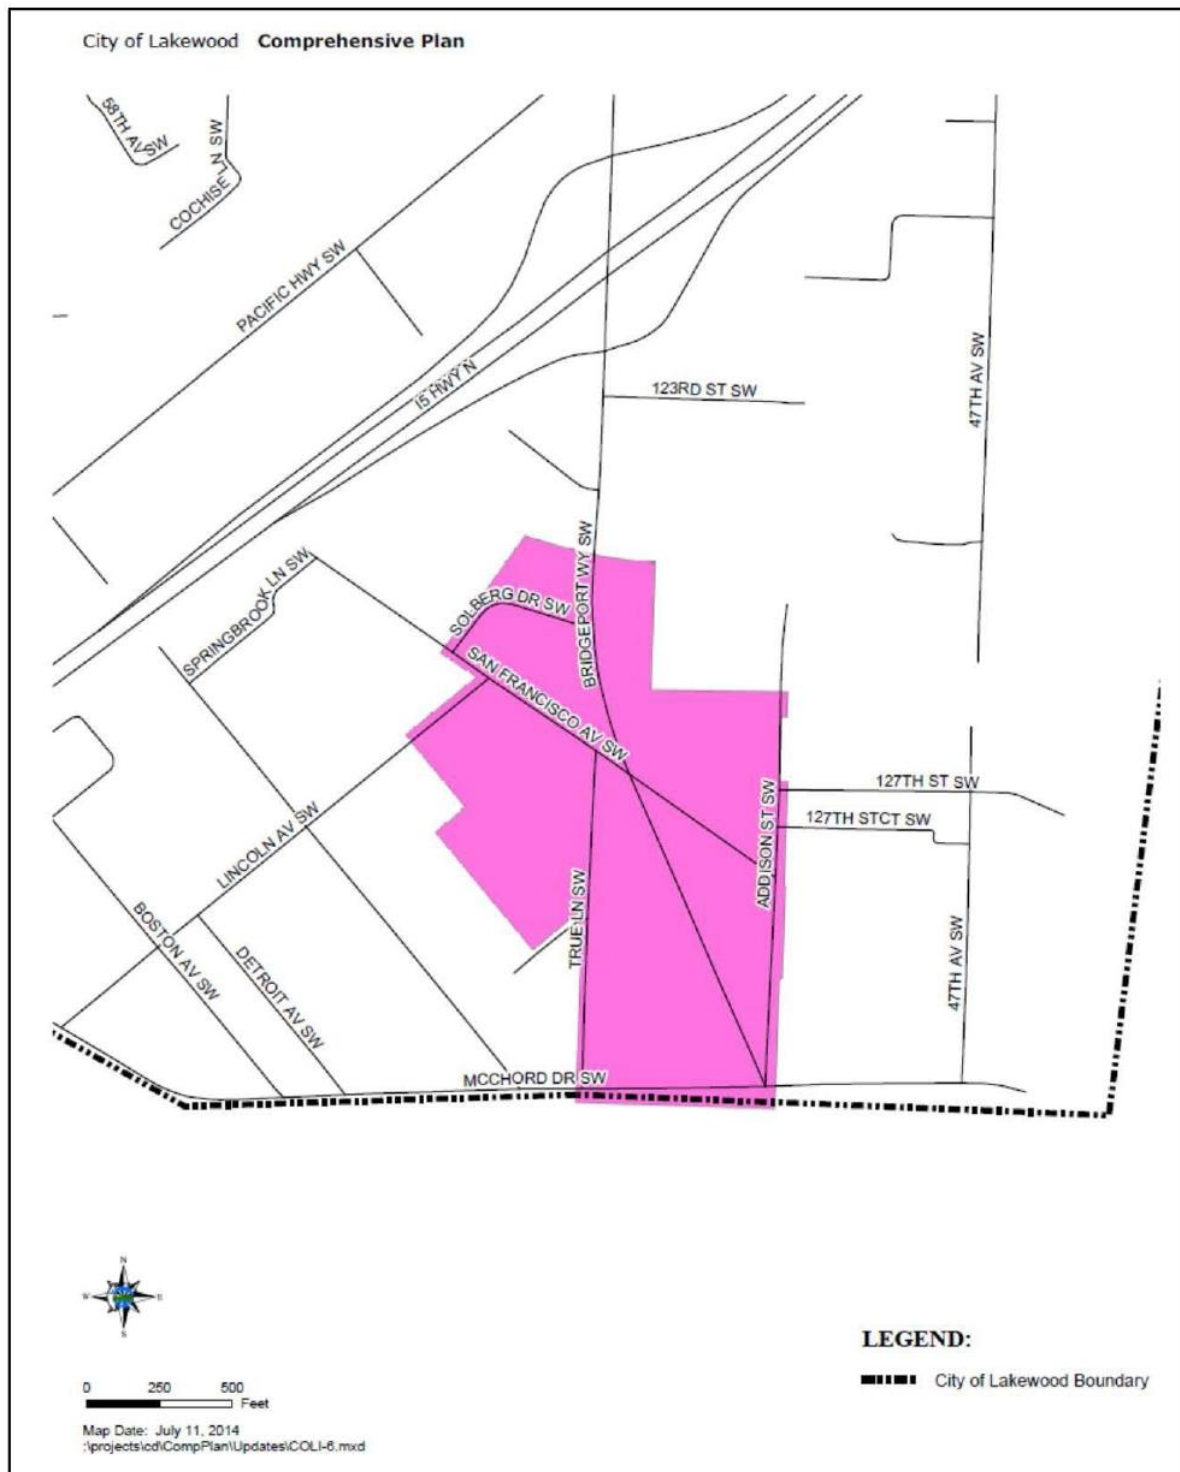 City of Lakewood Comprehensive Plan
58TH AV SW
COCHISE LN SW
PACIFIC HWY SW
I5 HWY N
123RD ST SW
47TH AV SW
BRIDGEPORT WY SW
SPRINGBROOK LN SW
SOLBERG DR SW
SAN FRANCISCO AV SW
127TH ST SW
127TH STCT SW
ADDISON ST SW
LINCOLN AV SW
TRUE LN SW
BOSTON AV SW
DETROIT AV SW
47TH AV SW
MCCHORD DR SW
N
W E
S
LEGEND:
City of Lakewood Boundary
0 250 500
Feet
Map Date: July 11, 2014
:\projects\cd\CompPlan\Updates\COLI-6.mxd